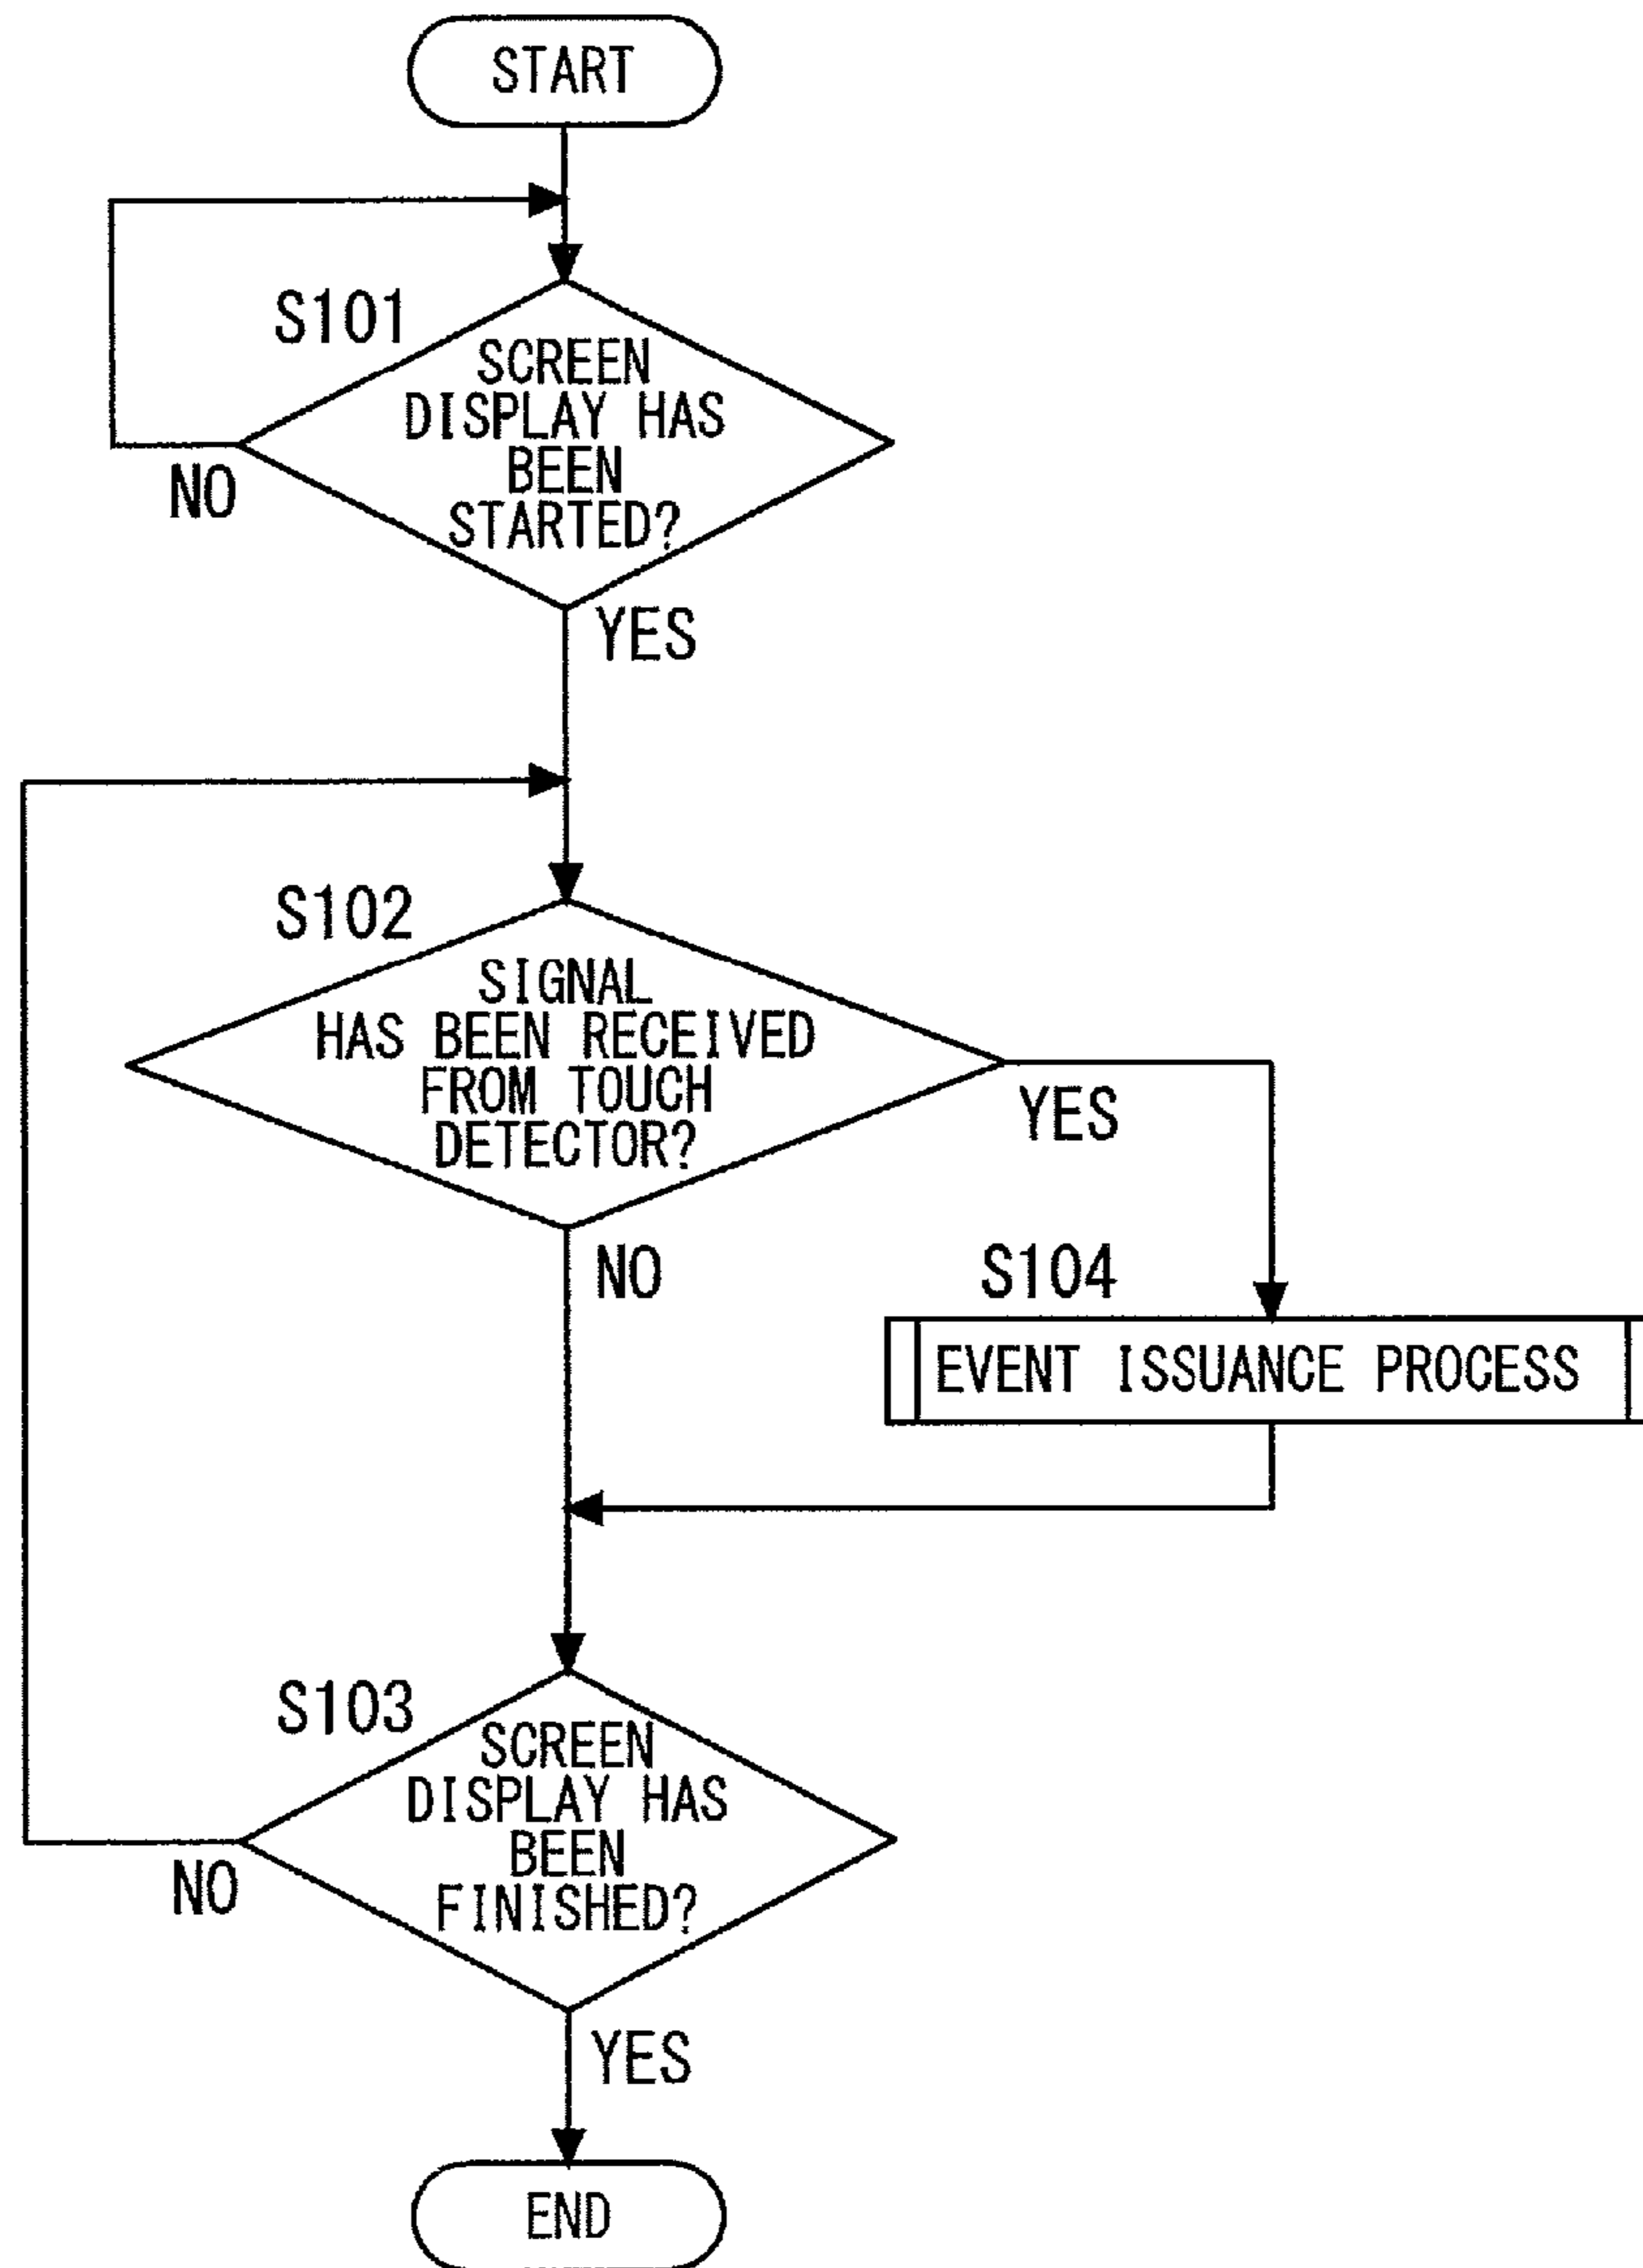 START
S101
SCREEN
DISPLAY HAS
BEEN
STARTED?
NO
YES
S102
SIGNAL
HAS BEEN RECEIVED
FROM TOUCH
DETECTOR?
YES
NO
S104
EVENT ISSUANCE PROCESS
S103
SCREEN
DISPLAY HAS
BEEN
FINISHED?
NO
YES
END